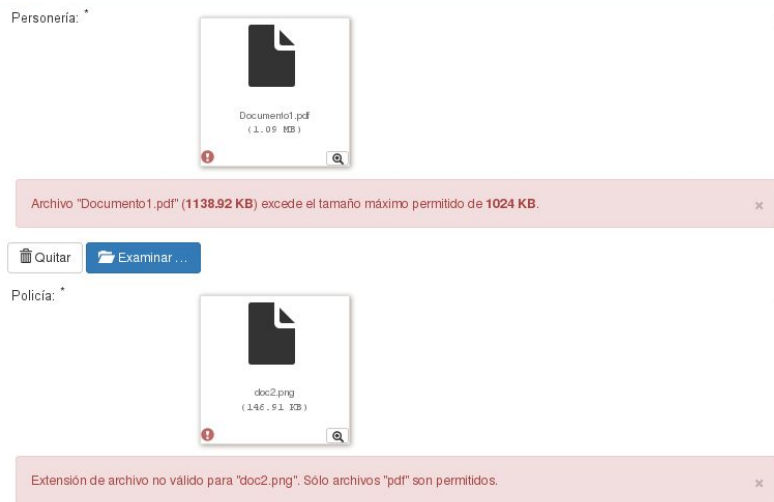 Personería: *
Documento1.pdf
(1.09 MB)
Archivo "Documento1.pdf" (1138.92 KB) excede el tamaño máximo permitido de 1024 KB.
×
Quitar
Examinar ...
Policía: *
doc2.png
(146.91 KB)
Extensión de archivo no válido para "doc2.png". Sólo archivos "pdf" son permitidos.
×